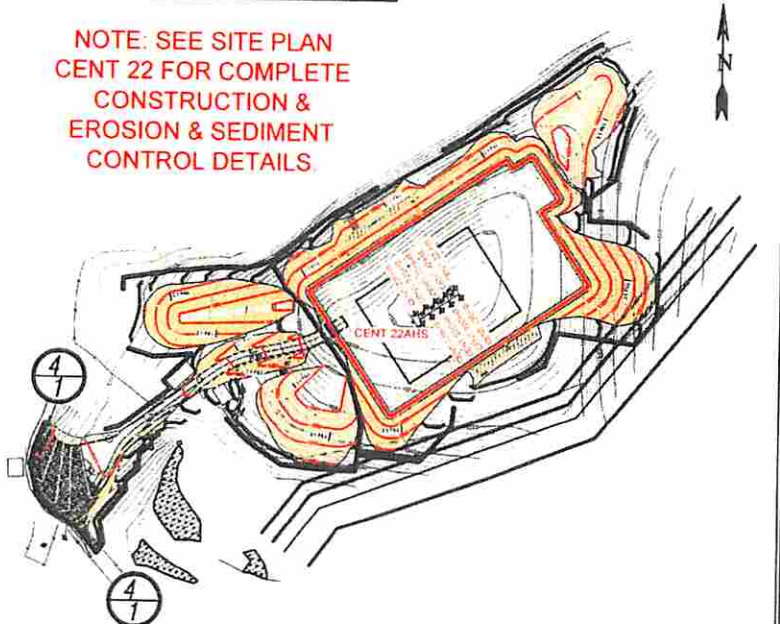 NOTE: SEE SITE PLAN
CENT 22 FOR COMPLETE
CONSTRUCTION &
EROSION & SEDIMENT
CONTROL DETAILS.
N
CENT 22AHS
4
1
4
1